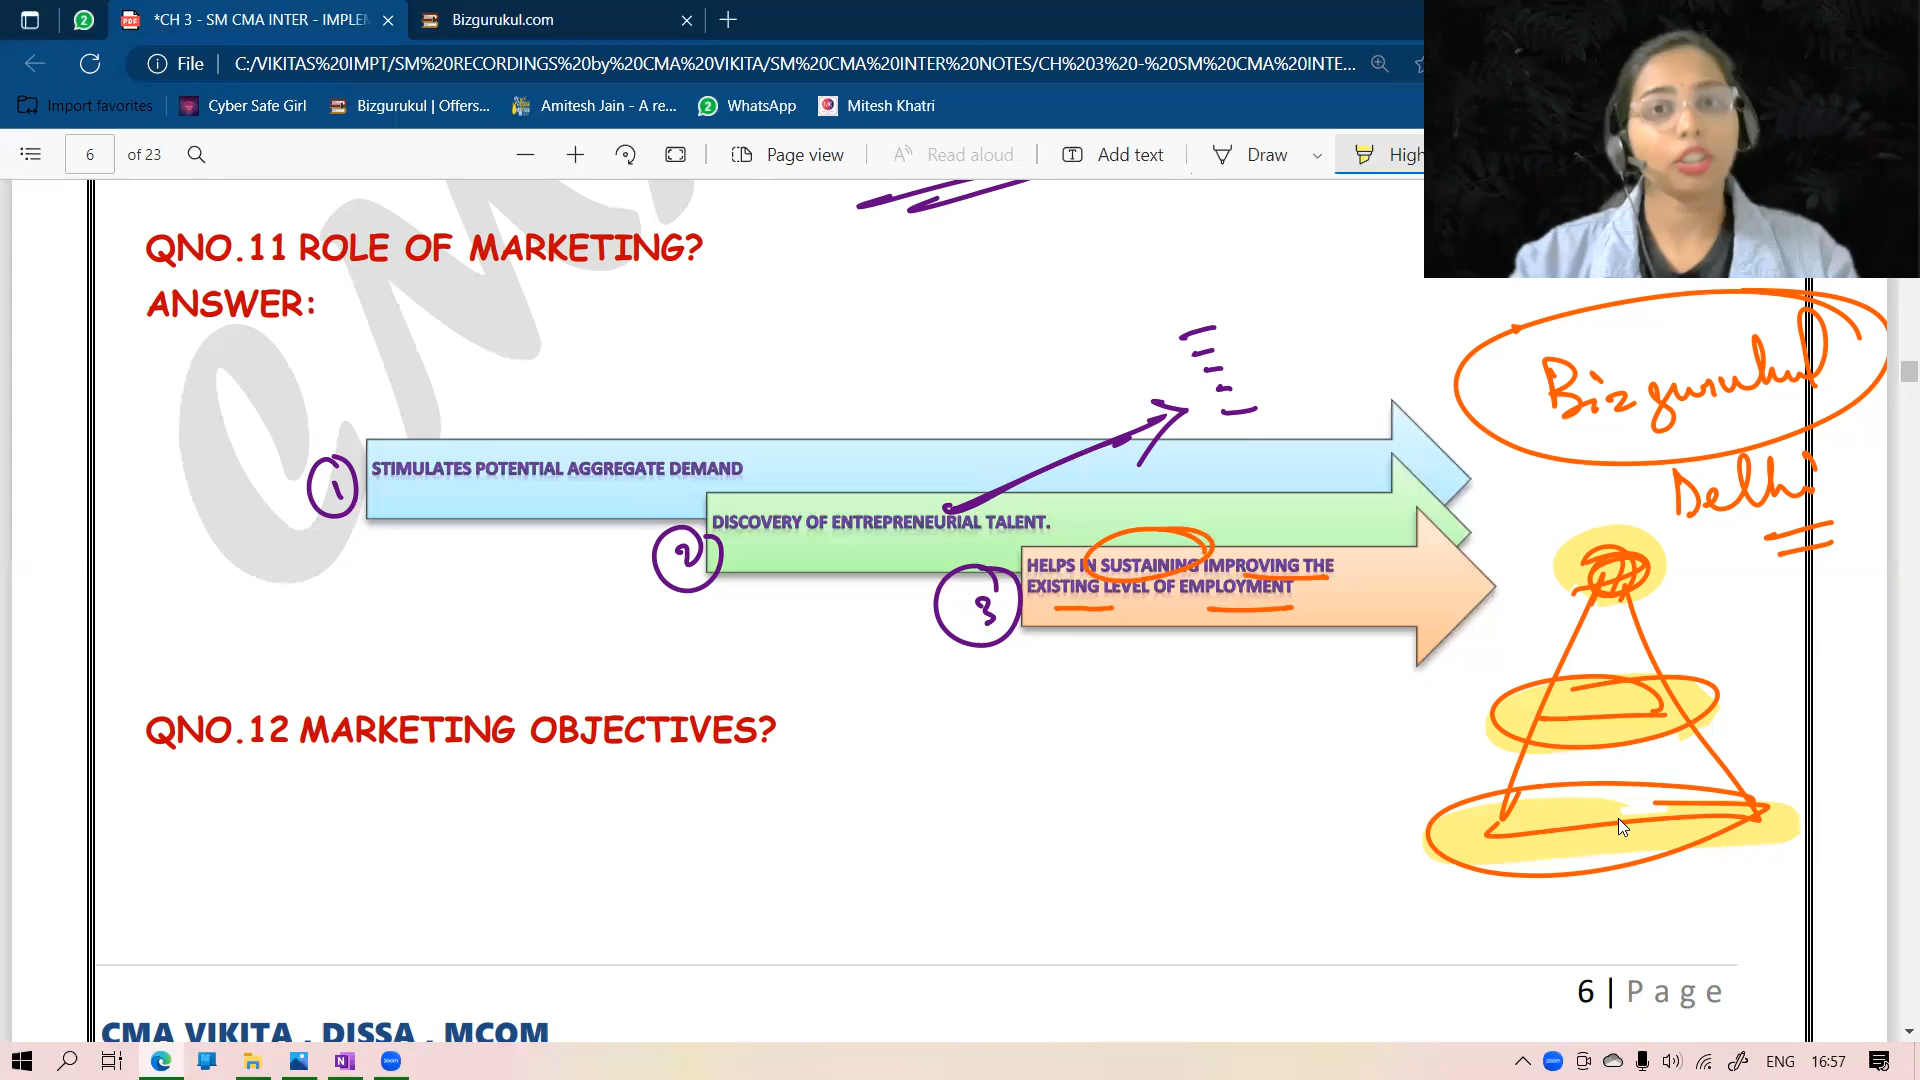 *CH 3 - SM CMA INTER - IMPLEM
Bizgurukul.com
File
C:/VIKITAS%20IMPT/SM%20RECORDINGS%20by%20CMA%20VIKITA/SM%20CMA%20INTER%20NOTES/CH%203%20-%20SM%20CMA%20INTE...
Import favorites
Cyber Safe Girl
Bizgurukul | Offers...
Amitesh Jain - A re...
WhatsApp
Mitesh Khatri
6 of 23
Page view
Read aloud
Add text
Draw
High
QNO.11 ROLE OF MARKETING?
ANSWER:
Bizgurukul
Delhi
1 STIMULATES POTENTIAL AGGREGATE DEMAND
2 DISCOVERY OF ENTREPRENEURIAL TALENT.
3 HELPS IN SUSTAINING IMPROVING THE
EXISTING LEVEL OF EMPLOYMENT
QNO.12 MARKETING OBJECTIVES?
6 | Page
CMA VIKITA , DISSA , MCOM
ENG
16:57